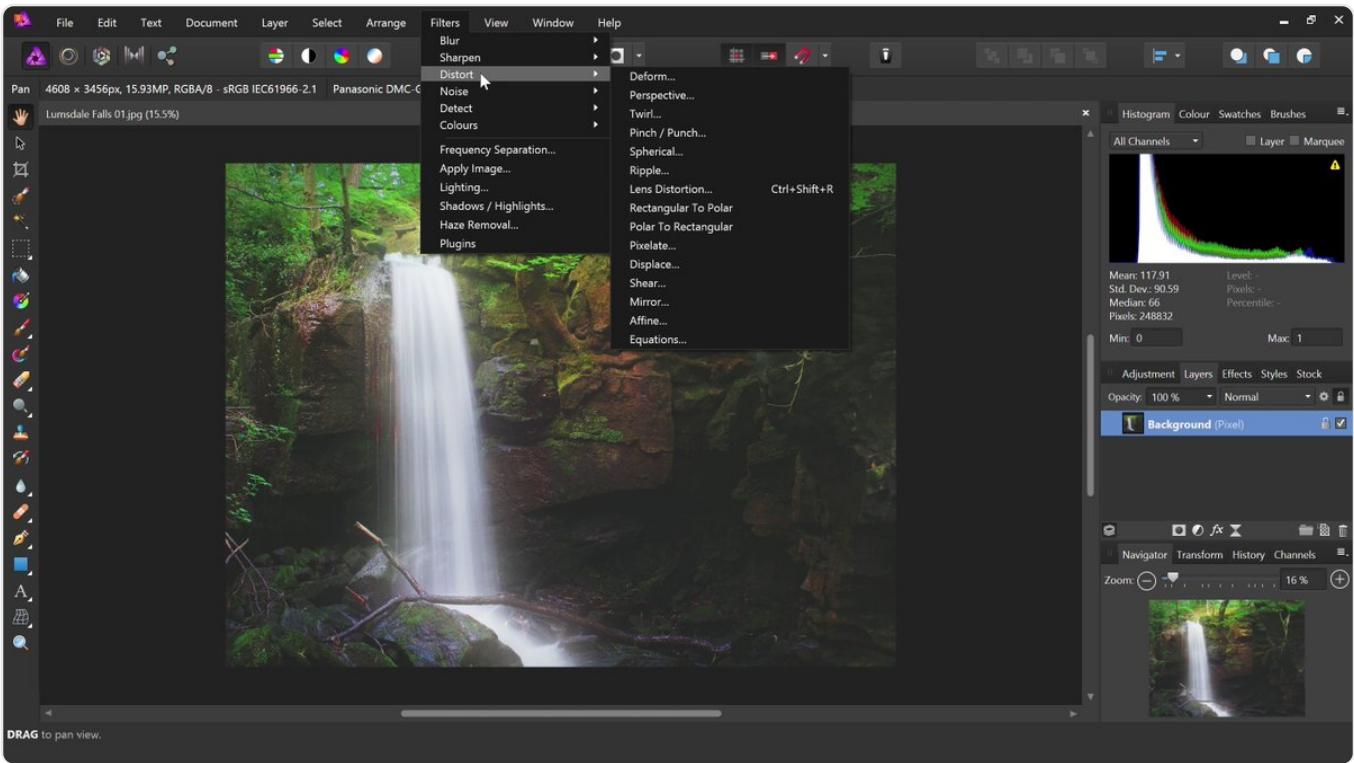 File Edit Text Document Layer Select Arrange Filters View Window Help
Pan 4608 × 3456px, 15.93MP, RGBA/8 - sRGB IEC61966-2.1 Panasonic DMC-G
Lumsdale Falls 01.jpg (15.5%)
Blur
Sharpen
Distort
Noise
Detect
Colours
Frequency Separation...
Apply Image...
Lighting...
Shadows / Highlights...
Haze Removal...
Plugins
Deform...
Perspective...
Twirl...
Pinch / Punch...
Spherical...
Ripple...
Lens Distortion... Ctrl+Shift+R
Rectangular To Polar
Polar To Rectangular
Pixelate...
Displace...
Shear...
Mirror...
Affine...
Equations...
Histogram Colour Swatches Brushes
All Channels Layer Marquee
Mean: 117.91 Level: -
Std. Dev.: 90.59 Pixels: -
Median: 66 Percentile: -
Pixels: 248832
Min: 0 Max: 1
Adjustment Layers Effects Styles Stock
Opacity: 100 % Normal
Background (Pixel)
fx
Navigator Transform History Channels
Zoom: 16 %
A
DRAG to pan view.